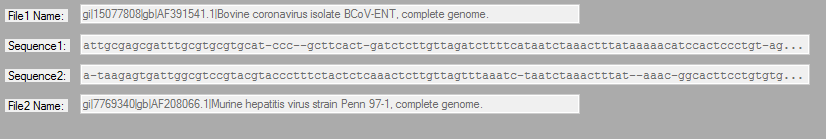 File1 Name: gi|15077808|gb|AF391541.1|Bovine coronavirus isolate BCoV-ENT, complete genome.
Sequence1: attgcgagcgatttgcgtgcgtgcat-ccc--gcttcact-gatctcttgttagatcttttcataatctaaactttataaaaacatccactccctgt-ag...
Sequence2: a-taagagtgattggcgtccgtacgtaccctttctactctcaaactcttgttagtttaaatc-taatctaaactttat--aaac-ggcacttcctgtgtg...
File2 Name: gi|7769340|gb|AF208066.1|Murine hepatitis virus strain Penn 97-1, complete genome.